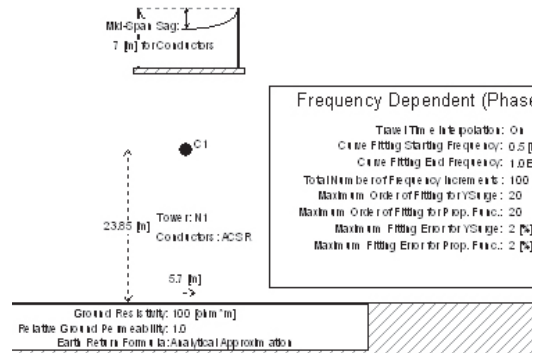 Mid-Span Sag:
7 [m] for Conductors
C1
23.85 [m]
Tower: N1
Conductors: ACSR
5.7 [m]
Frequency Dependent (Phase
Travel Time Interpolation: On
Curve Fitting Starting Frequency: 0.5 [
Curve Fitting End Frequency: 1.0E
Total Number of Frequency Increments: 100
Maximum Order of Fitting for YSurge: 20
Maximum Order of Fitting for Prop. Func.: 20
Maximum Fitting Error for YSurge: 2 [%]
Maximum Fitting Error for Prop. Func.: 2 [%]
Ground Resistivity: 100 [ohm*m]
Relative Ground Permeability: 1.0
Earth Return Formula: Analytical Approximation